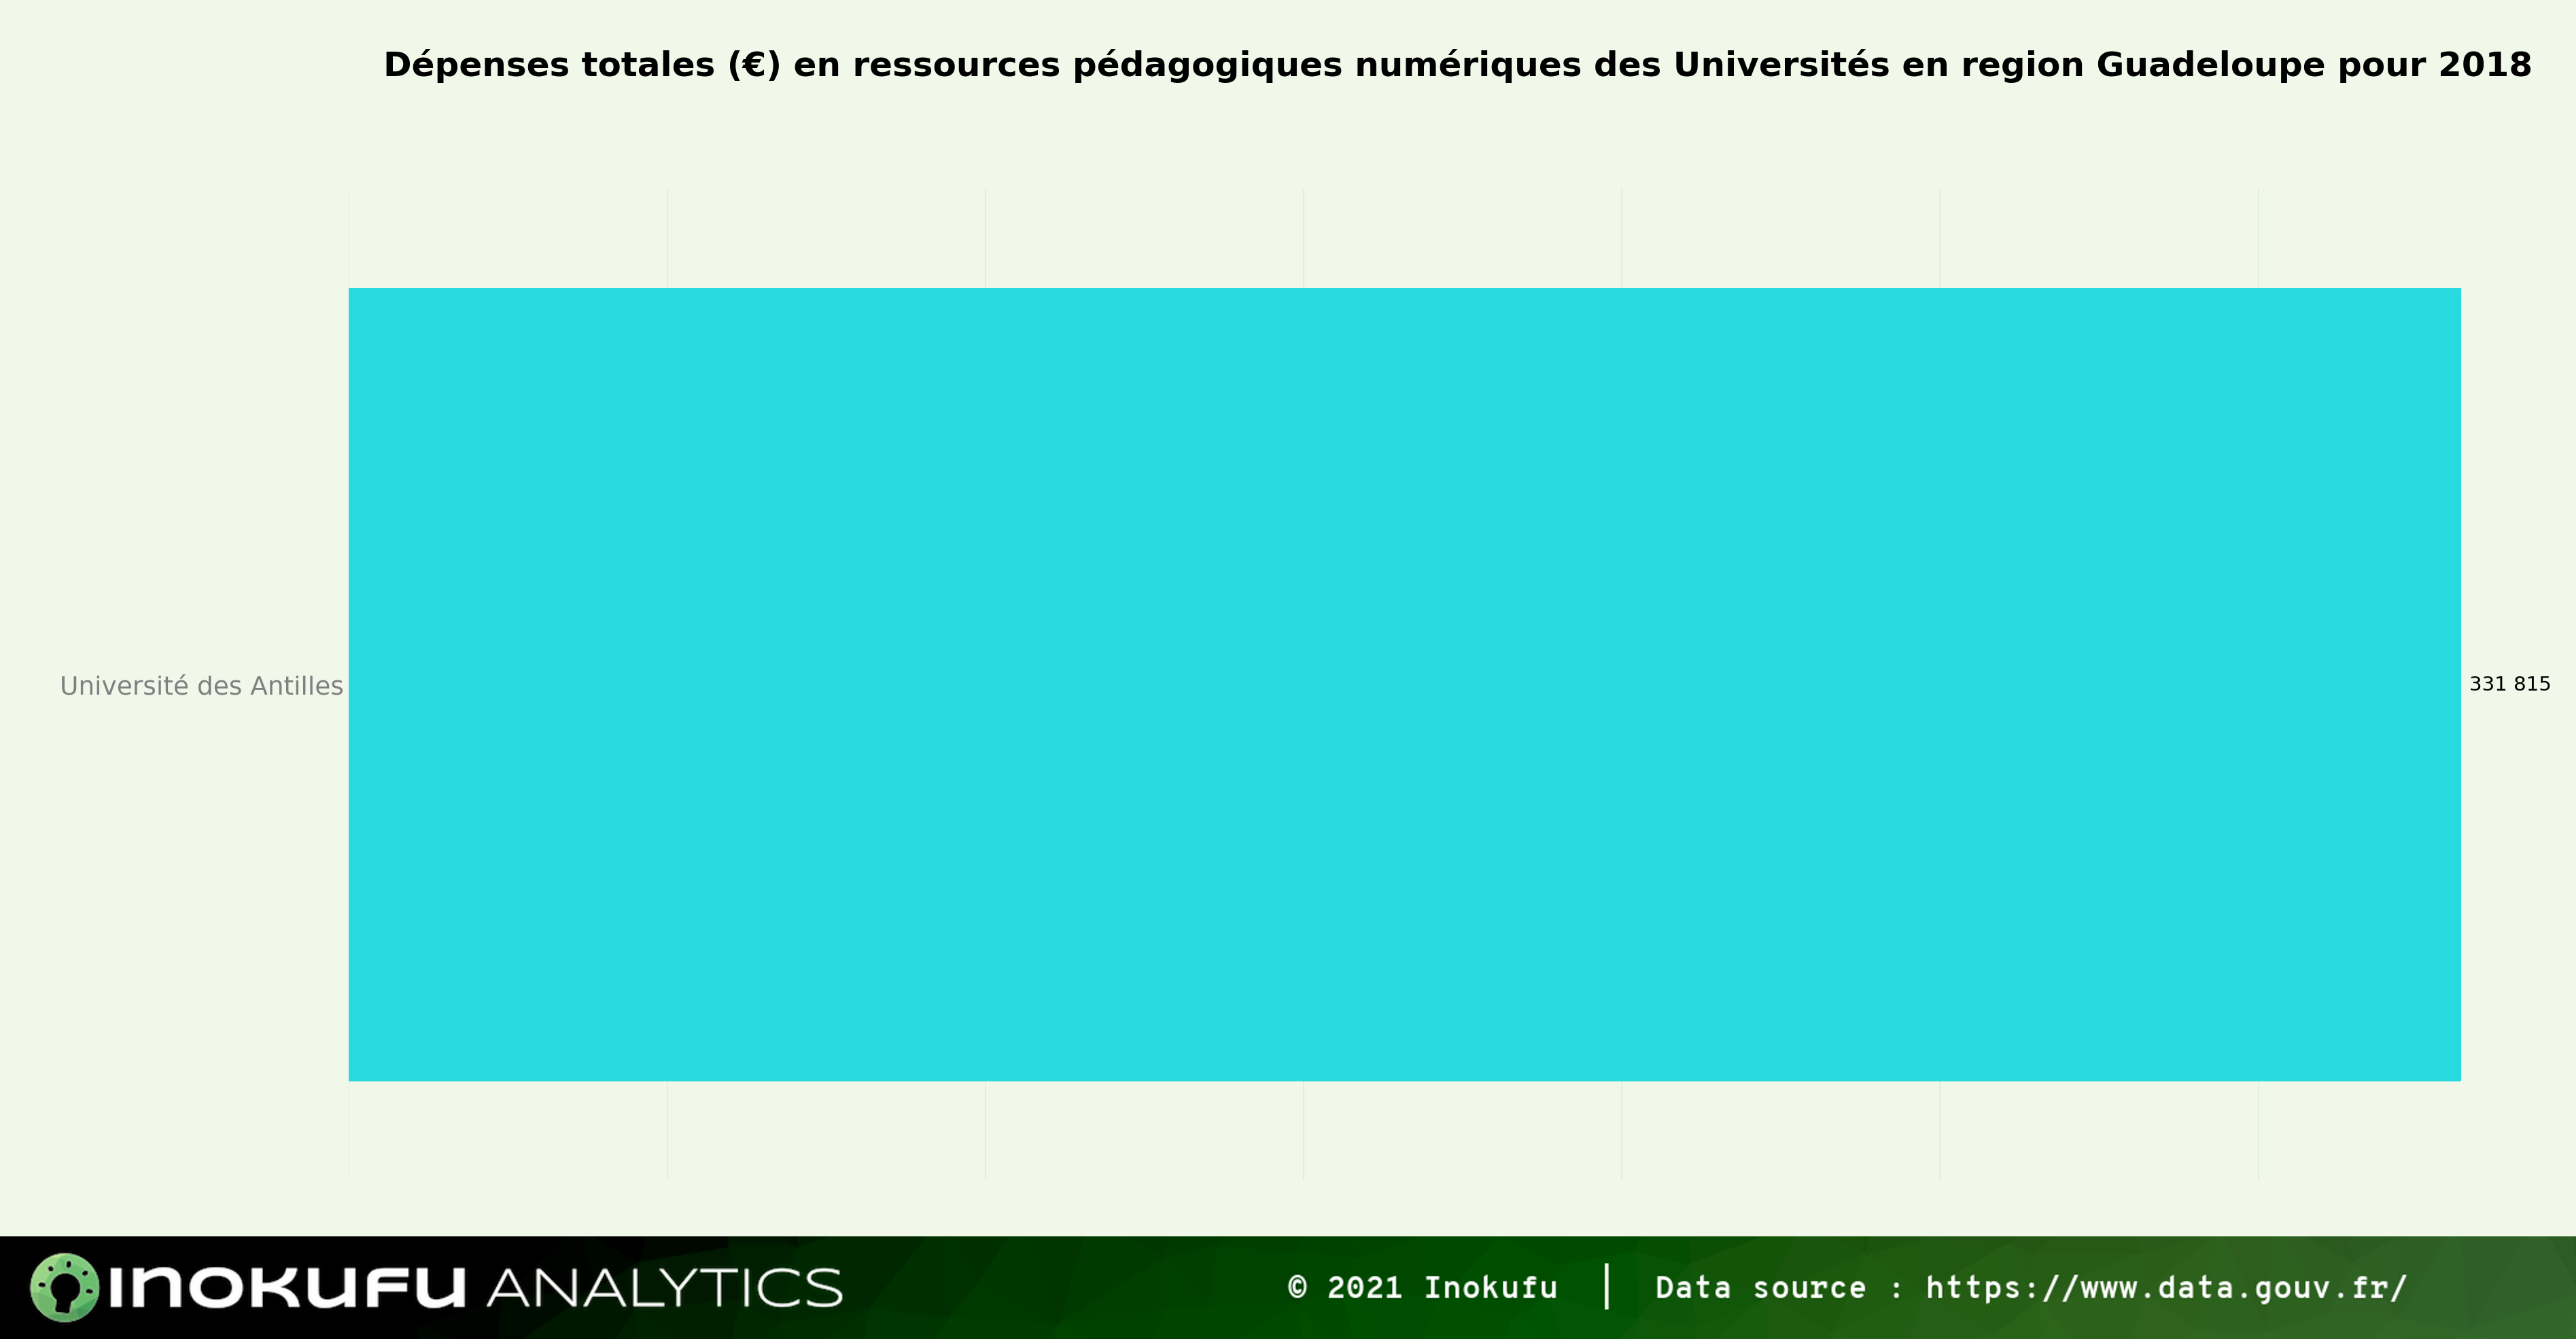 Dépenses totales (€) en ressources pédagogiques numériques des Universités en region Guadeloupe pour 2018
Université des Antilles
331 815
INOKUFU ANALYTICS
© 2021 Inokufu | Data source : https://www.data.gouv.fr/